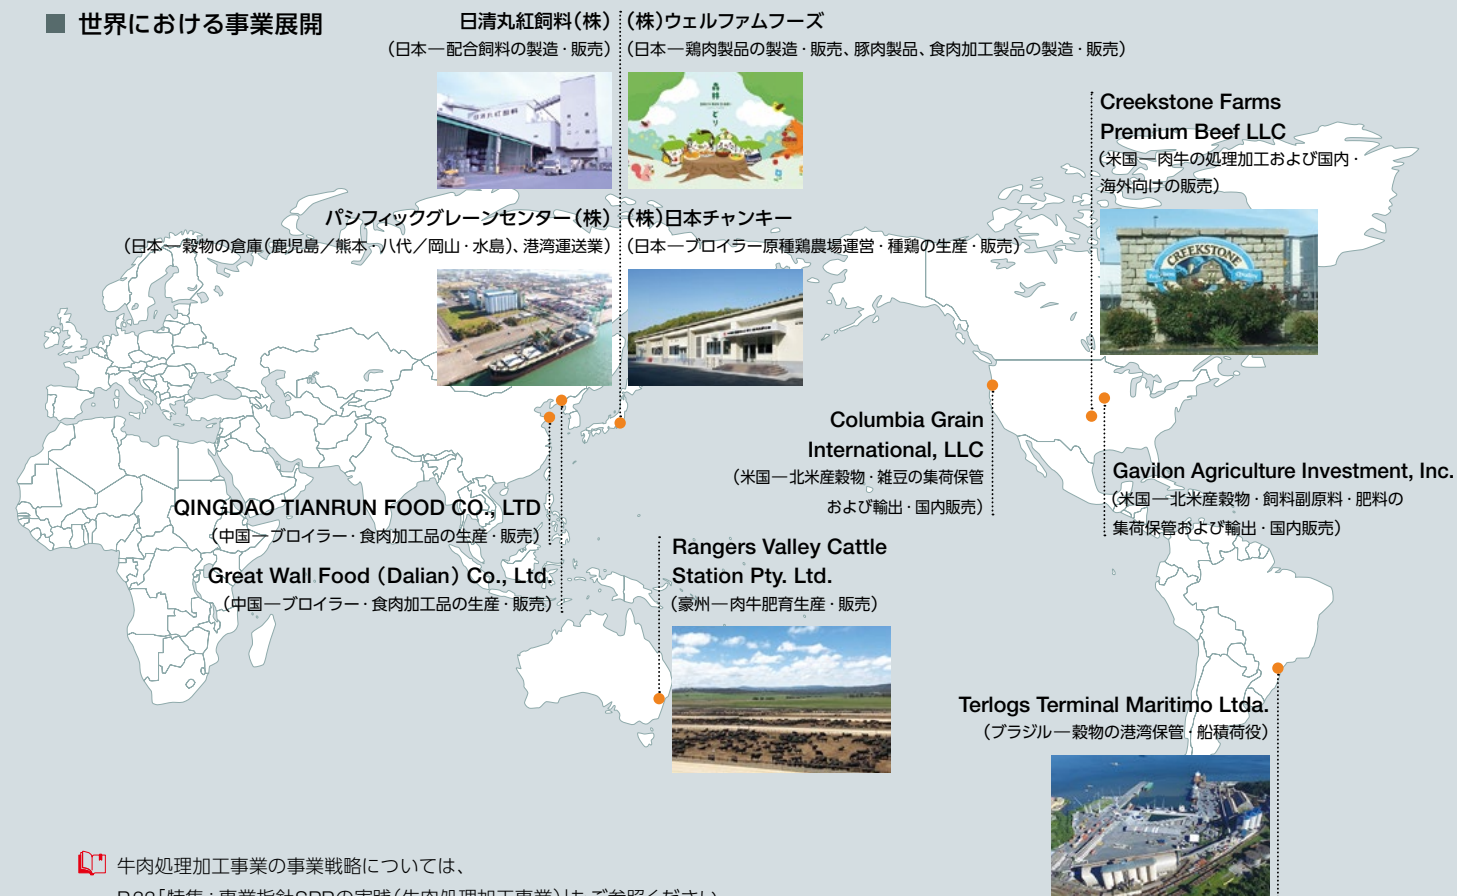 ■ 世界における事業展開
日清丸紅飼料（株）
（日本―配合飼料の製造・販売）
（株）ウェルファムフーズ
（日本―鶏肉製品の製造・販売、豚肉製品、食肉加工製品の製造・販売）
日清丸紅飼料
森林どり
パシフィックグレーンセンター（株）
（日本―穀物の倉庫（鹿児島／熊本・八代／岡山・水島）、港湾運送業）
（株）日本チャンキー
（日本―ブロイラー原種鶏農場運営・種鶏の生産・販売）
Creekstone Farms
Premium Beef LLC
（米国―肉牛の処理加工および国内・
海外向けの販売）
CREEKSTONE
Columbia Grain
International, LLC
（米国―北米産穀物・雑豆の集荷保管
および輸出・国内販売）
Gavilon Agriculture Investment, Inc.
（米国―北米産穀物・飼料副原料・肥料の
集荷保管および輸出・国内販売）
QINGDAO TIANRUN FOOD CO., LTD
（中国―ブロイラー・食肉加工品の生産・販売）
Great Wall Food (Dalian) Co., Ltd.
（中国―ブロイラー・食肉加工品の生産・販売）
Rangers Valley Cattle
Station Pty. Ltd.
（豪州―肉牛肥育生産・販売）
Terlogs Terminal Maritimo Ltda.
（ブラジル―穀物の港湾保管・船積荷役）
牛肉処理加工事業の事業戦略については、